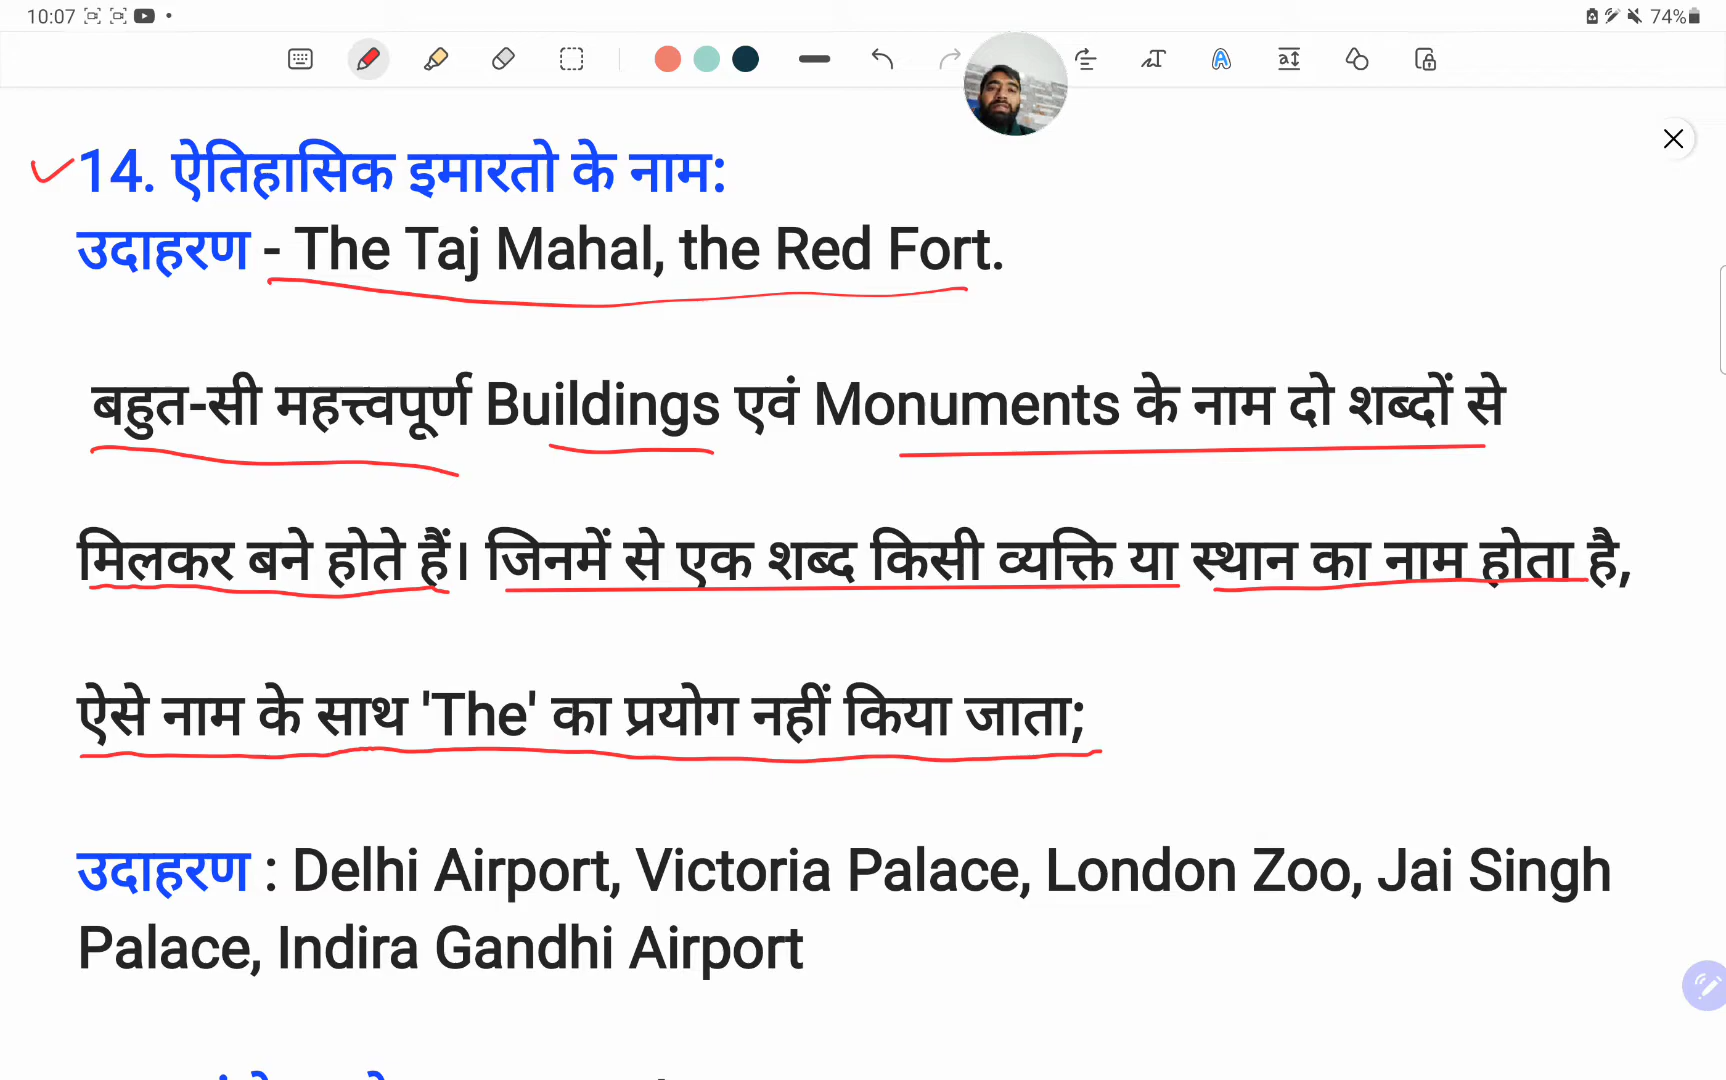 10:07
74%
14. ऐतिहासिक इमारतो के नाम:
उदाहरण - The Taj Mahal, the Red Fort.
बहुत-सी महत्त्वपूर्ण Buildings एवं Monuments के नाम दो शब्दों से
मिलकर बने होते हैं। जिनमें से एक शब्द किसी व्यक्ति या स्थान का नाम होता है,
ऐसे नाम के साथ 'The' का प्रयोग नहीं किया जाता;
उदाहरण : Delhi Airport, Victoria Palace, London Zoo, Jai Singh
Palace, Indira Gandhi Airport